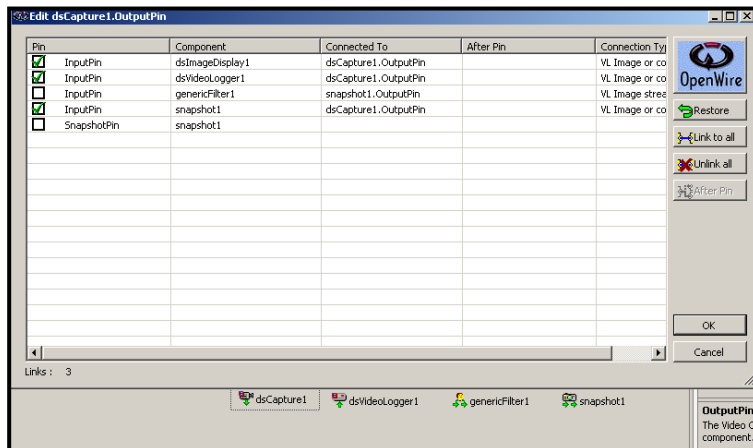 Edit dsCapture1.OutputPin
Pin Component Connected To After Pin Connection Ty
InputPin dsImageDisplay1 dsCapture1.OutputPin VL Image or co
InputPin dsVideoLogger1 dsCapture1.OutputPin VL Image or co
InputPin genericFilter1 snapshot1.OutputPin VL Image strea
InputPin snapshot1 dsCapture1.OutputPin VL Image or co
SnapshotPin snapshot1
OpenWire
Restore
Link to all
Unlink all
After Pin
OK
Cancel
Links : 3
dsCapture1 dsVideoLogger1 genericFilter1 snapshot1
OutputPin
The Video O
component